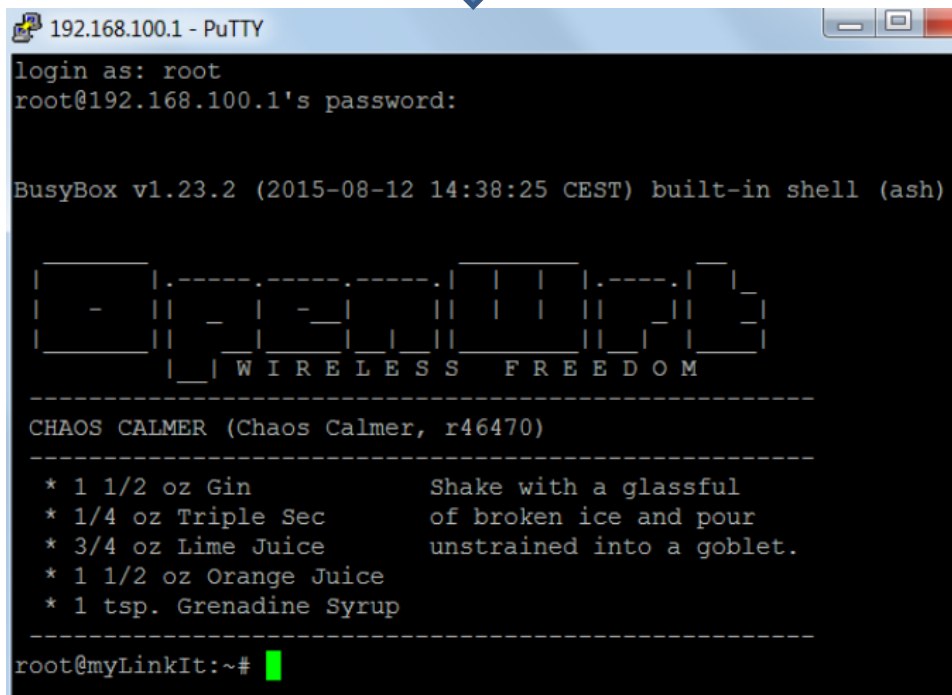 192.168.100.1 - PuTTY
login as: root
root@192.168.100.1's password:
BusyBox v1.23.2 (2015-08-12 14:38:25 CEST) built-in shell (ash)
OpenWrt
W I R E L E S S   F R E E D O M
-----------------------------------------------------
CHAOS CALMER (Chaos Calmer, r46470)
-----------------------------------------------------
* 1 1/2 oz Gin            Shake with a glassful
* 1/4 oz Triple Sec       of broken ice and pour
* 3/4 oz Lime Juice       unstrained into a goblet.
* 1 1/2 oz Orange Juice
* 1 tsp. Grenadine Syrup
-----------------------------------------------------
root@myLinkIt:~#